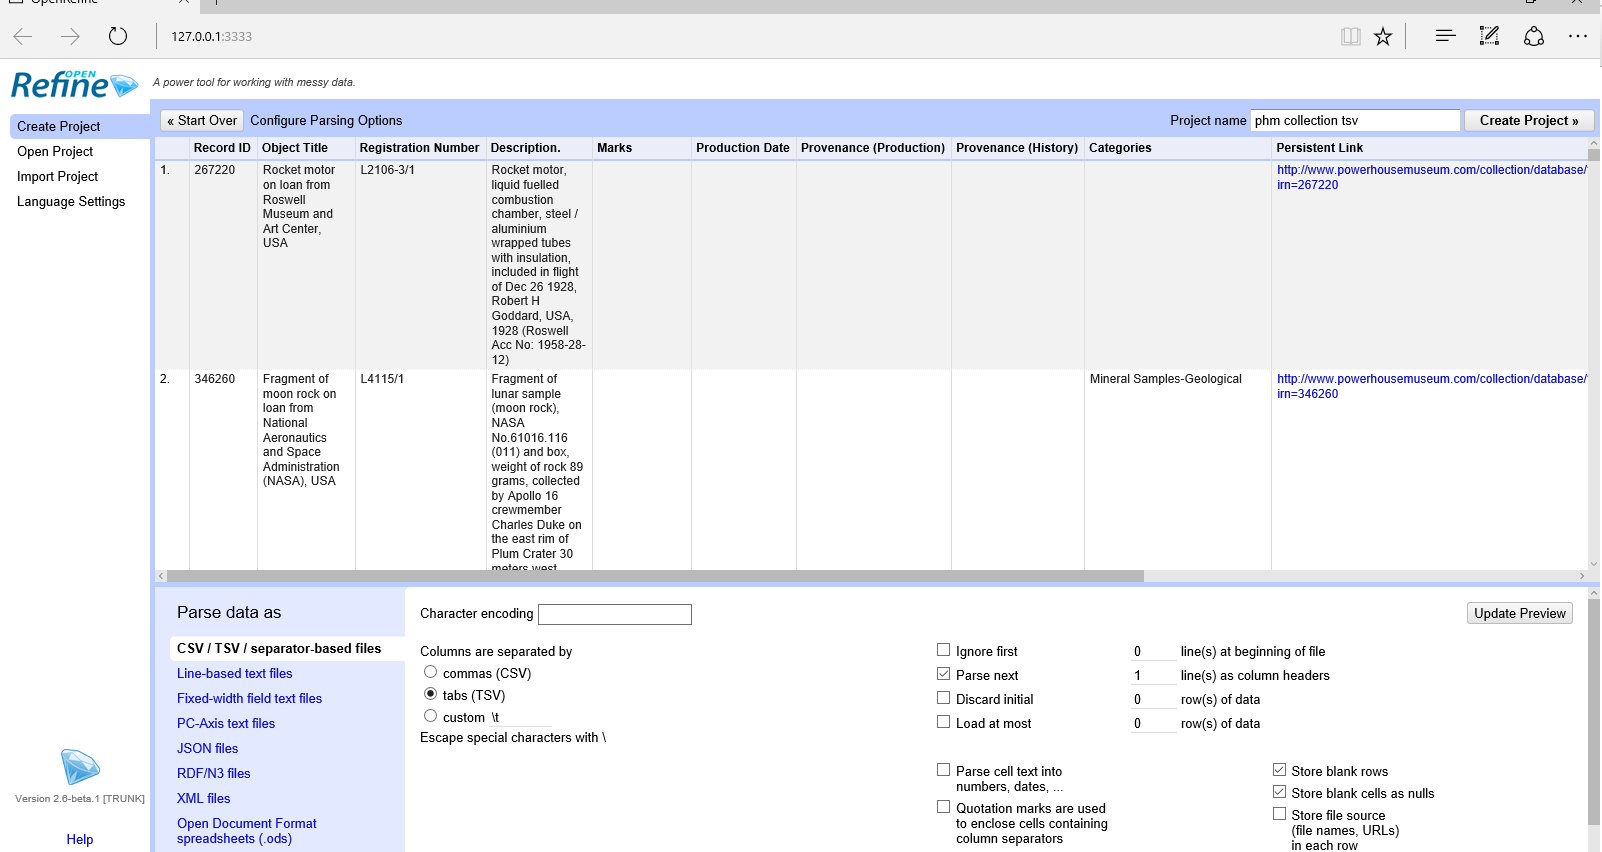 OpenRefine
127.0.0.1:3333
OPEN
Refine
A power tool for working with messy data.
Create Project
Open Project
Import Project
Language Settings
« Start Over
Configure Parsing Options
Project name
phm collection tsv
Create Project »
Record ID
Object Title
Registration Number
Description.
Marks
Production Date
Provenance (Production)
Provenance (History)
Categories
Persistent Link
1.
267220
Rocket motor
on loan from
Roswell
Museum and
Art Center,
USA
L2106-3/1
Rocket motor,
liquid fuelled
combustion
chamber, steel /
aluminium
wrapped tubes
with insulation,
included in flight
of Dec 26 1928,
Robert H
Goddard, USA,
1928 (Roswell
Acc No: 1958-28-
12)
http://www.powerhousemuseum.com/collection/database/
irn=267220
2.
346260
Fragment of
moon rock on
loan from
National
Aeronautics
and Space
Administration
(NASA), USA
L4115/1
Fragment of
lunar sample
(moon rock),
NASA
No.61016.116
(011) and box,
weight of rock 89
grams, collected
by Apollo 16
crewmember
Charles Duke on
the east rim of
Plum Crater 30
meters west
Mineral Samples-Geological
http://www.powerhousemuseum.com/collection/database/
irn=346260
Parse data as
CSV / TSV / separator-based files
Line-based text files
Fixed-width field text files
PC-Axis text files
JSON files
RDF/N3 files
XML files
Open Document Format
spreadsheets (.ods)
Character encoding
Update Preview
Columns are separated by
commas (CSV)
tabs (TSV)
custom \t
Escape special characters with \
Ignore first 0 line(s) at beginning of file
Parse next 1 line(s) as column headers
Discard initial 0 row(s) of data
Load at most 0 row(s) of data
Parse cell text into
numbers, dates, ...
Quotation marks are used
to enclose cells containing
column separators
Store blank rows
Store blank cells as nulls
Store file source
(file names, URLs)
in each row
Version 2.6-beta.1 [TRUNK]
Help